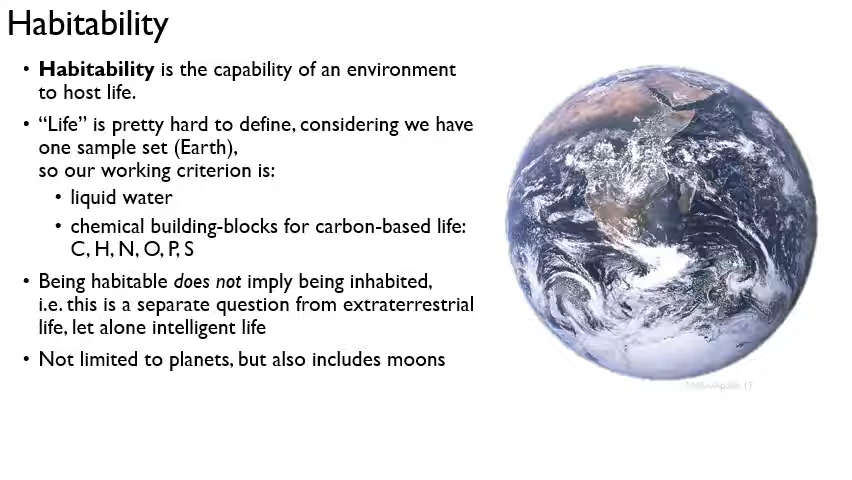 Habitability
• Habitability is the capability of an environment
to host life.
• “Life” is pretty hard to define, considering we have
one sample set (Earth),
so our working criterion is:
• liquid water
• chemical building-blocks for carbon-based life:
C, H, N, O, P, S
• Being habitable does not imply being inhabited,
i.e. this is a separate question from extraterrestrial
life, let alone intelligent life
• Not limited to planets, but also includes moons